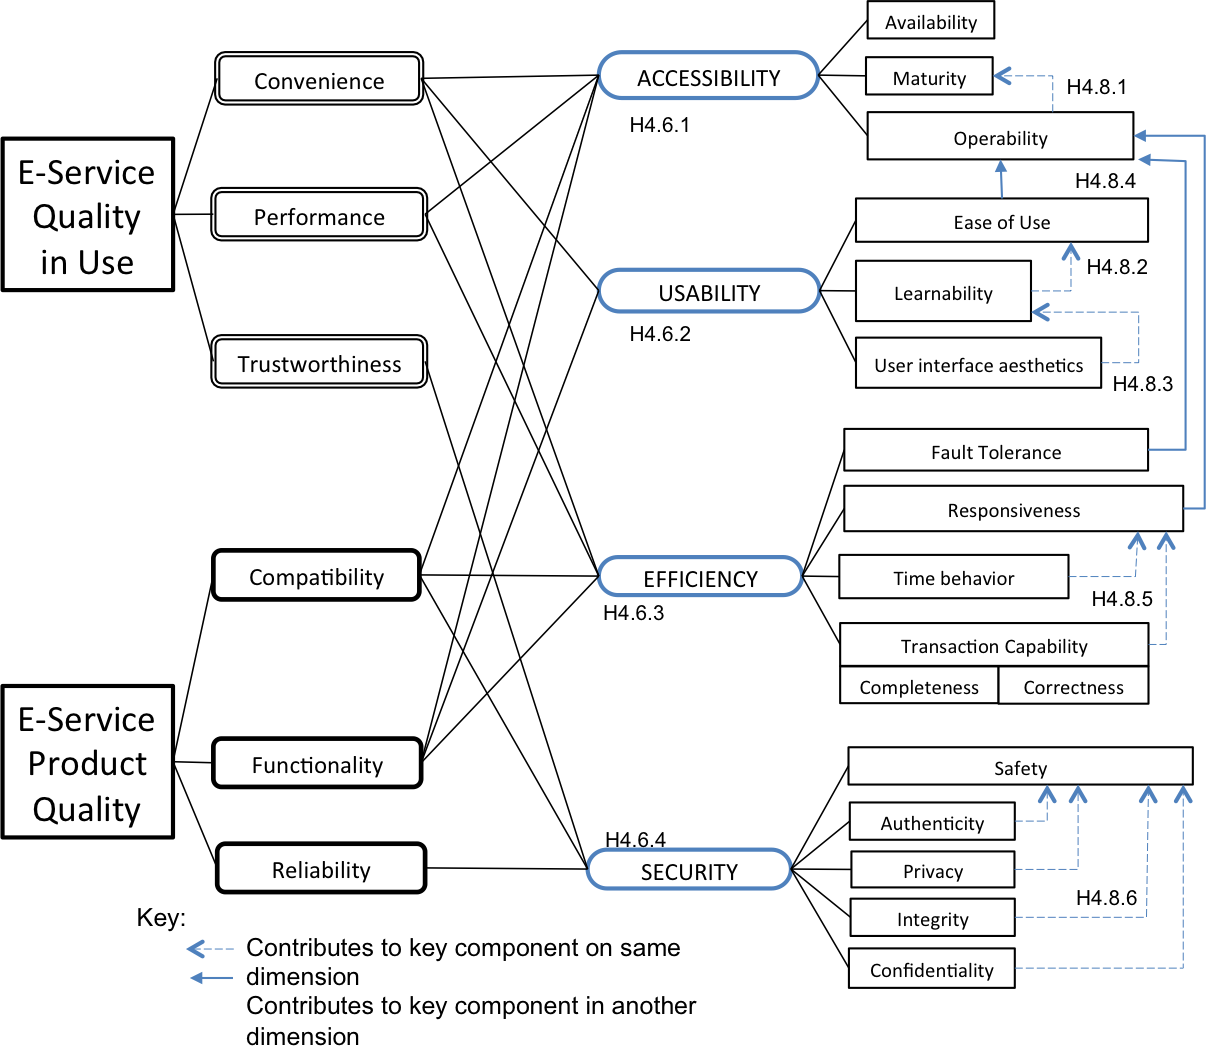 E-Service
Quality
in Use
Convenience
Performance
Trustworthiness
E-Service
Product
Quality
Compatibility
Functionality
Reliability
ACCESSIBILITY
H4.6.1
USABILITY
H4.6.2
EFFICIENCY
H4.6.3
H4.6.4
SECURITY
Availability
Maturity
H4.8.1
Operability
H4.8.4
Ease of Use
H4.8.2
Learnability
User interface aesthetics
H4.8.3
Fault Tolerance
Responsiveness
Time behavior
H4.8.5
Transaction Capability
Completeness
Correctness
Safety
Authenticity
Privacy
H4.8.6
Integrity
Confidentiality
Key:
Contributes to key component on same
dimension
Contributes to key component in another
dimension